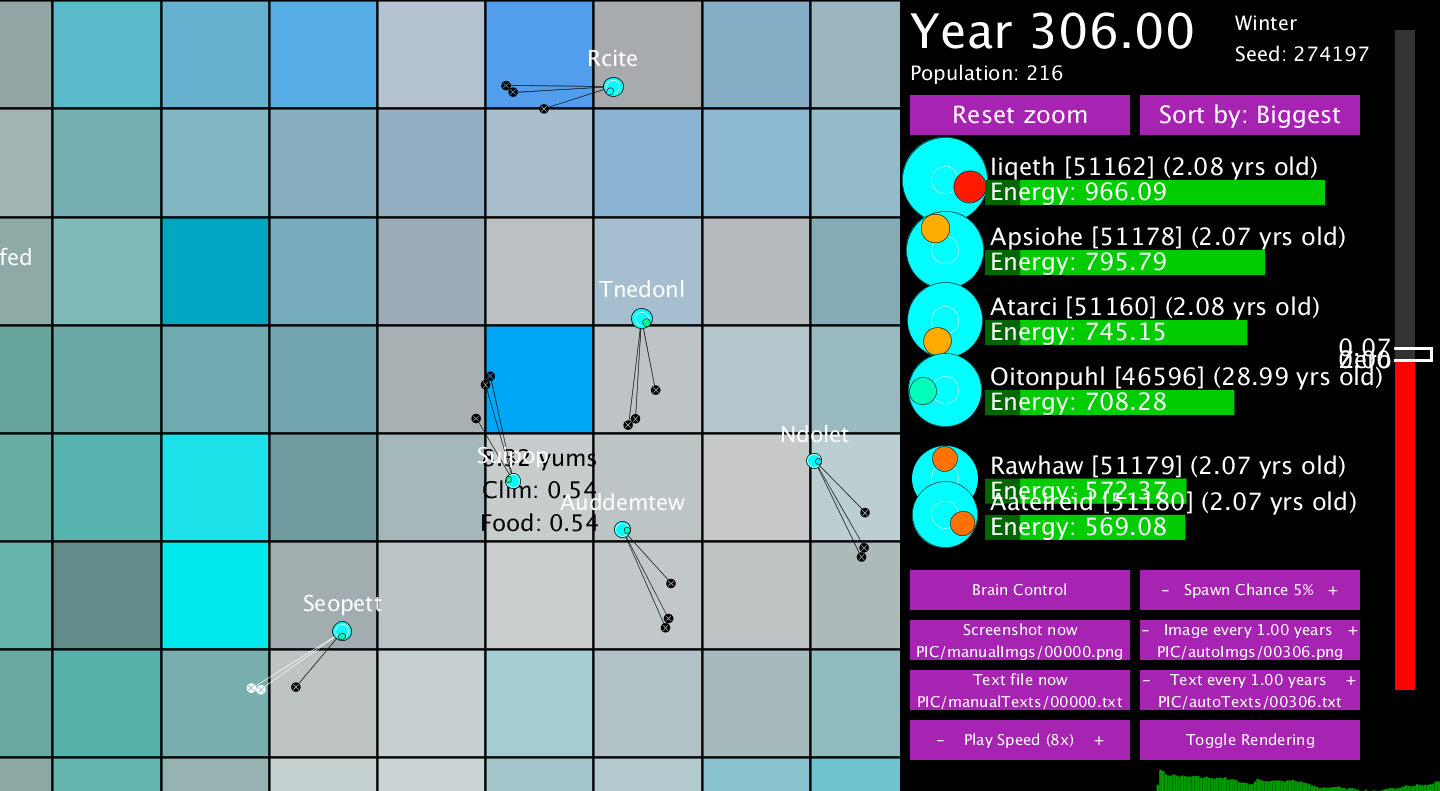 Rcite
fed
Tnedonl
Ndolet
yums
Clim: 0.54
Auddemtew
Food: 0.54
Seopett
Year 306.00
Winter
Seed: 274197
Population: 216
Reset zoom
Sort by: Biggest
liqeth [51162] (2.08 yrs old)
Energy: 966.09
Apsiohe [51178] (2.07 yrs old)
Energy: 795.79
Atarci [51160] (2.08 yrs old)
Energy: 745.15
0.07
Oitonpuhl [46596] (28.99 yrs old)
Energy: 708.28
Rawhaw [51179] (2.07 yrs old)
Energy: 572.37
[51180] (2.07 yrs old)
Energy: 569.08
Brain Control
- Spawn Chance 5% +
Screenshot now
PIC/manualImgs/00000.png
- Image every 1.00 years +
PIC/autoImgs/00306.png
Text file now
PIC/manualTexts/00000.txt
- Text every 1.00 years +
PIC/autoTexts/00306.txt
- Play Speed (8x) +
Toggle Rendering